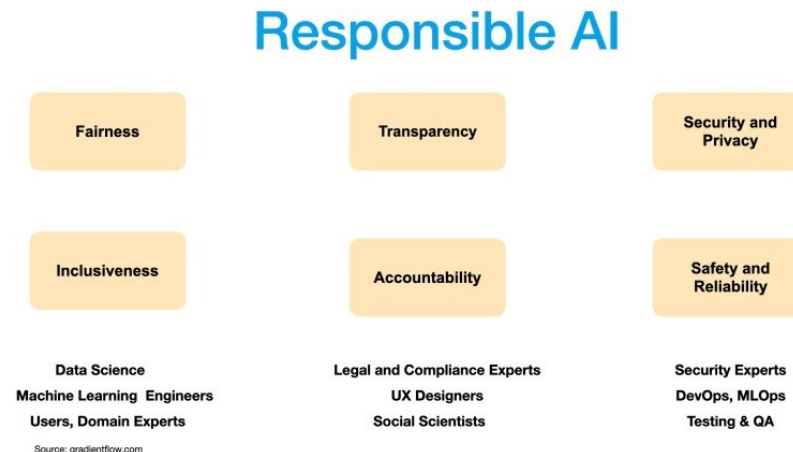 Responsible AI
Fairness
Transparency
Security and
Privacy
Inclusiveness
Accountability
Safety and
Reliability
Data Science
Machine Learning  Engineers
Users, Domain Experts
Legal and Compliance Experts
UX Designers
Social Scientists
Security Experts
DevOps, MLOps
Testing & QA
Source: gradientflow.com